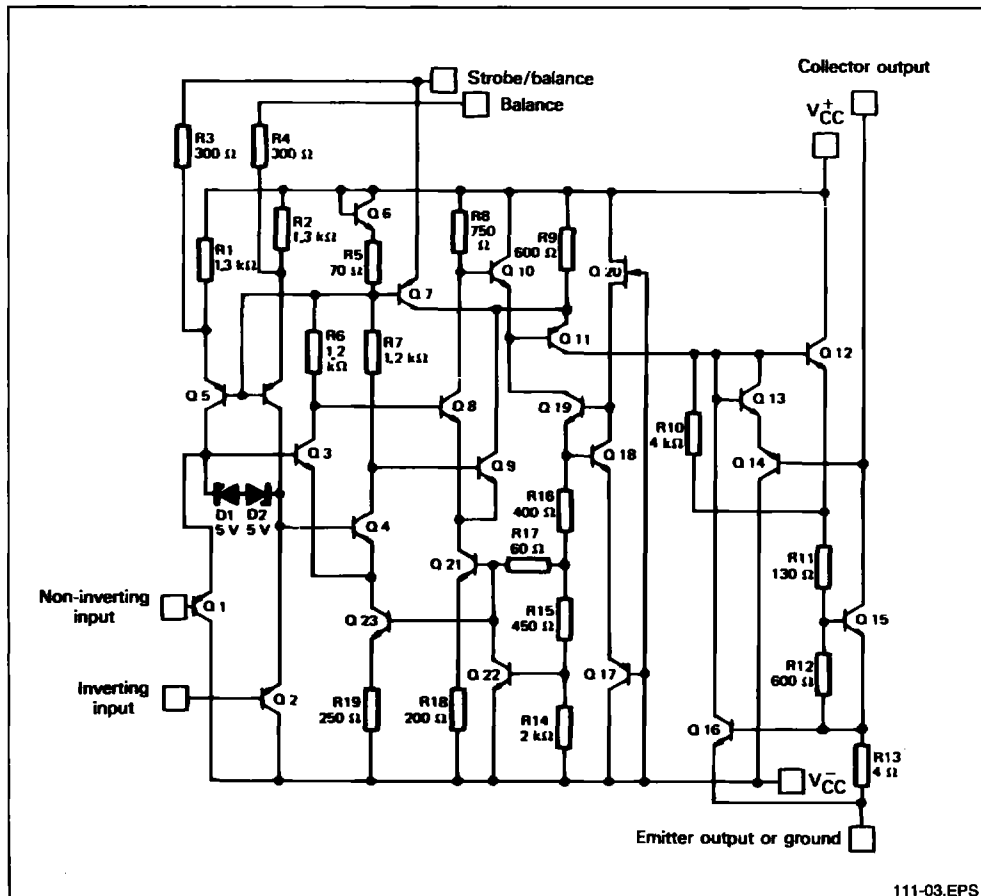 Strobe/balance
Balance
Collector output
V+CC
R3
300 Ω
R4
300 Ω
R2
1,3 kΩ
R1
1,3 kΩ
Q 6
R5
70 Ω
R8
750
Ω
R9
600 Ω
Q 7
Q 10
Q 20
R6
1,2
kΩ
R7
1,2 kΩ
Q 11
Q 12
Q 5
Q 8
Q 19
Q 13
R10
4 kΩ
Q 3
Q 9
Q 18
Q 14
D1
5 V
D2
5 V
Q 4
R16
400 Ω
R17
60 Ω
R11
130 Ω
Q 21
Non-inverting
input
Q 1
Q 23
R15
450 Ω
Q 15
R12
600 Ω
Inverting
input
Q 2
Q 22
Q 17
R19
250 Ω
R18
200 Ω
R14
2 kΩ
Q 16
R13
4 Ω
V-CC
Emitter output or ground
111-03.EPS